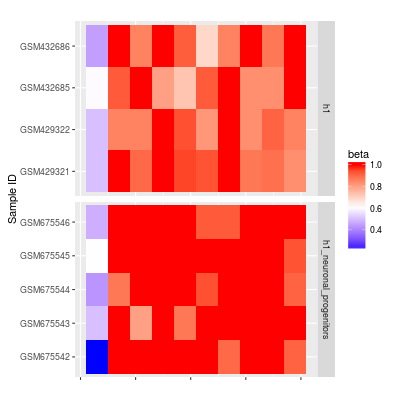 GSM432686
GSM432685
GSM429322
GSM429321
h1
GSM675546
GSM675545
GSM675544
GSM675543
GSM675542
h1_neuronal_progenitors
Sample ID
beta
1.0
0.8
0.6
0.4